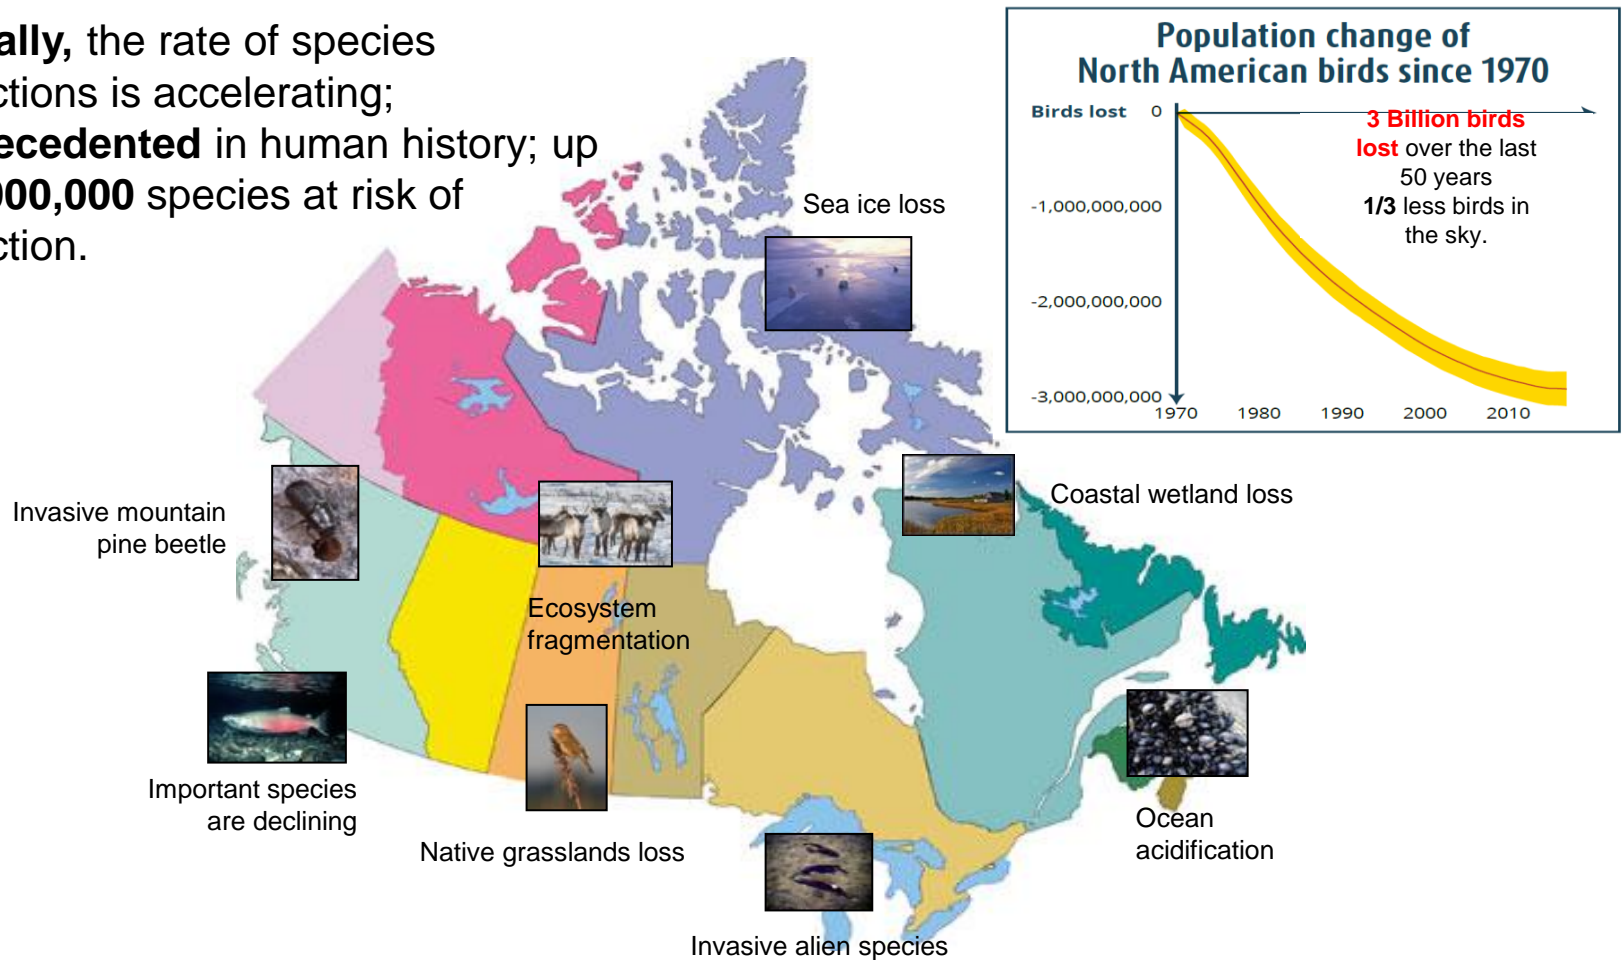 ally, the rate of species
ctions is accelerating;
ecedented in human history; up
000,000 species at risk of
ction.
Population change of
North American birds since 1970
Birds lost 0
3 Billion birds
lost over the last
50 years
1/3 less birds in
the sky.
-1,000,000,000
-2,000,000,000
-3,000,000,000
1970 1980 1990 2000 2010
Sea ice loss
Coastal wetland loss
Invasive mountain
pine beetle
Ecosystem
fragmentation
Important species
are declining
Native grasslands loss
Ocean
acidification
Invasive alien species